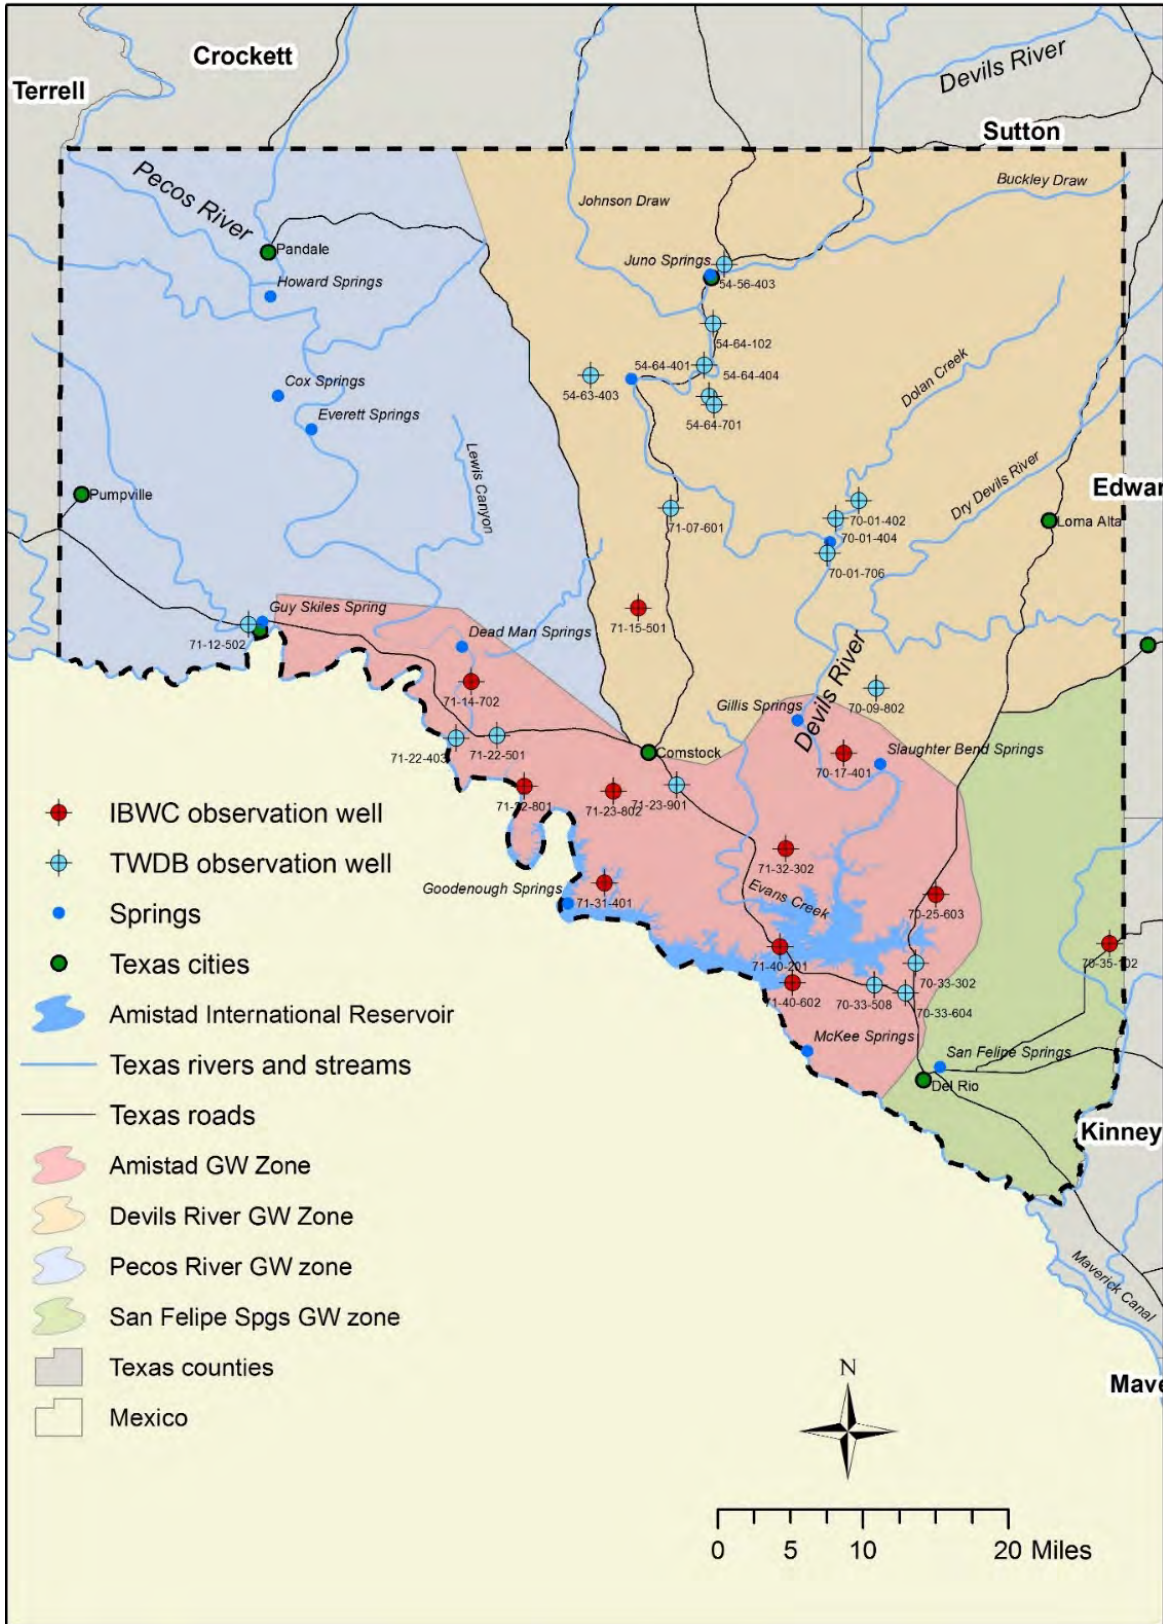 Crockett
Terrell
Devils River
Sutton
Pecos River
Johnson Draw
Buckley Draw
Pandale
Juno Springs
Howard Springs
54-56-403
54-64-102
54-64-401
54-64-404
Dolan Creek
Cox Springs
54-63-403
Everett Springs
54-64-701
Lewis Canyon
Dry Devils River
Edwar
Pumpville
71-07-601
70-01-402
Loma Alta
70-01-404
70-01-706
Guy Skiles Spring
71-15-501
Dead Man Springs
71-12-502
Devils River
71-14-702
Gillis Springs
70-09-802
71-22-403
71-22-501
Comstock
Slaughter Bend Springs
70-17-401
71-22-801
71-23-802
71-23-901
71-32-302
Goodenough Springs
71-31-401
Evans Creek
70-25-603
71-40-201
70-35-102
71-40-602
70-33-508
70-33-302
70-33-604
McKee Springs
San Felipe Springs
Del Rio
Kinney
Maverick Canal
Mave
IBWC observation well
TWDB observation well
Springs
Texas cities
Amistad International Reservoir
Texas rivers and streams
Texas roads
Amistad GW Zone
Devils River GW Zone
Pecos River GW zone
San Felipe Spgs GW zone
Texas counties
Mexico
N
0 5 10 20 Miles